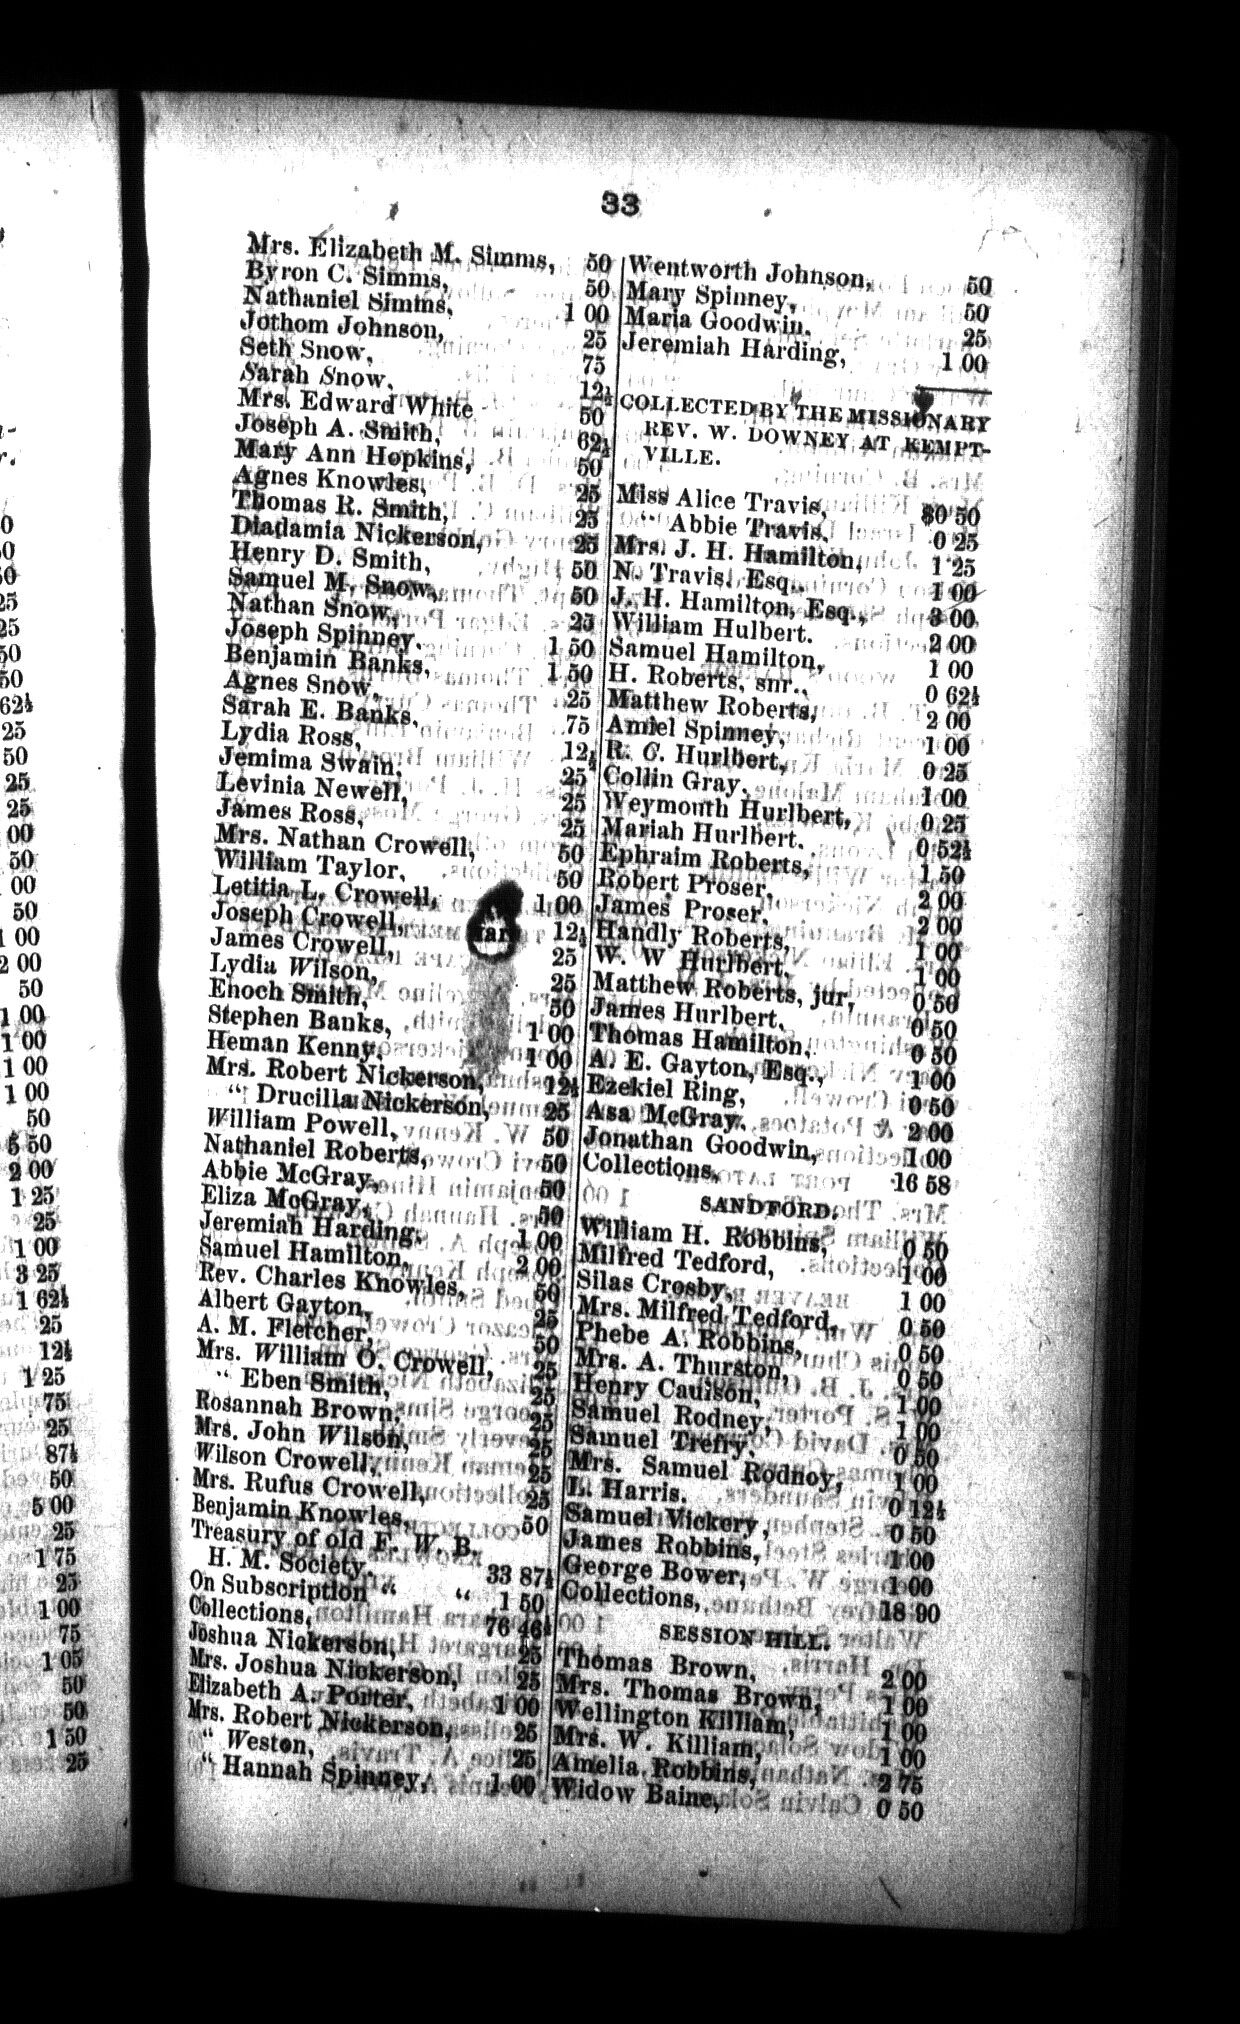 33
Mrs. Elizabeth M. Simms, 50
Byron C. Simms, 50
Nathaniel Simms, 1 00
Jothom Johnson, 25
Seth Snow, 75
Sarah Snow, 12½
Mrs. Edward White 50
Joseph A. Smith, 62½
Mary Ann Hopkins, 50
Agnes Knowles, 25
Thomas R. Smith, 25
Diadamia Nickerson, 25
Henry D. Smith, 50
Samuel M. Snow, 50
Nathan Snow, 25
Joseph Spinney, 1 50
Benjamin Banks, 1 50
Agnes Snow, 25
Sarah E. Banks, 75
Lydia Ross, 12½
Jemima Swain, 25
Levinia Newell, 25
James Ross, 25
Mrs. Nathan Crowell, 50
William Taylor, 50
Letitia L. Crowell, 1 00
Joseph Crowell, 12½
James Crowell, 25
Lydia Wilson, 25
Enoch Smith, 50
Stephen Banks, 1 00
Heman Kenny, 1 00
Mrs. Robert Nickerson, 12½
" Drucilla Nickerson, 25
William Powell, 50
Nathaniel Roberts, 50
Abbie McGray, 50
Eliza McGray, 50
Jeremiah Harding, 1 00
Samuel Hamilton, 2 00
Rev. Charles Knowles, 50
Albert Gayton, 25
A. M. Fletcher, 50
Mrs. William O. Crowell, 25
" Eben Smith, 25
Rosannah Brown, 25
Mrs. John Wilson, 25
Wilson Crowell, 25
Mrs. Rufus Crowell, 25
Benjamin Knowles, 50
Treasury of old F. W. B.
H. M. Society, 33 87½
On Subscription " " 1 50
Collections, 76 46½
Joshua Nickerson, 25
Mrs. Joshua Nickerson, 25
Elizabeth A. Porter, 1 00
Mrs. Robert Nickerson, 25
" Weston, 25
" Hannah Spinney, 1 00
Wentworth Johnson, 50
Mary Spinney, 50
Maria Goodwin. 25
Jeremiah Harding, 1 00
COLLECTED BY THE MISSIONARY
REV. W. DOWNEY AT KEMPT-
VILLE.
Miss Alice Travis, $0 50
" Abbie Travis, 0 25
Mrs. J. H. Hamilton, 1 25
N. Travis, Esq., 1 00
J. H. Hamilton, Esq., 3 00
William Hulbert. 2 00
Samuel Hamilton, 1 00
H. Roberts, snr., 0 62½
Matthew Roberts, 2 00
Amiel Spinney, 1 00
R. C. Hurlbert, 0 25
Collin Gray, 1 00
Weymouth Hurlbert, 0 25
Mariah Hurlbert. 0 52½
Ephraim Roberts, 1 50
Robert Proser, 2 00
James Proser, 2 00
Handly Roberts, 1 00
W. W Hurlbert, 1 00
Matthew Roberts, jur, 0 50
James Hurlbert, 0 50
Thomas Hamilton, 0 50
A. E. Gayton, Esq., 1 00
Ezekiel Ring, 0 50
Asa McGray, 2 00
Jonathan Goodwin, 1 00
Collections, 16 58
SANDFORD.
William H. Robbins, 0 50
Milfred Tedford, 1 00
Silas Crosby, 1 00
Mrs. Milfred Tedford, 0 50
Phebe A. Robbins, 0 50
Mrs. A. Thurston, 0 50
Henry Cauison, 1 00
Samuel Rodney, 1 00
Samuel Trefry, 0 50
Mrs. Samuel Rodnoy, 1 00
L. Harris. 0 12½
Samuel Vickery, 0 50
James Robbins, 1 00
George Bower, 1 00
Collections, 18 90
SESSION HILL.
Thomas Brown, 2 00
Mrs. Thomas Brown, 1 00
Wellington Killiam, 1 00
Mrs. W. Killiam, 1 00
Amelia Robbins, 2 75
Widow Baine, 0 50